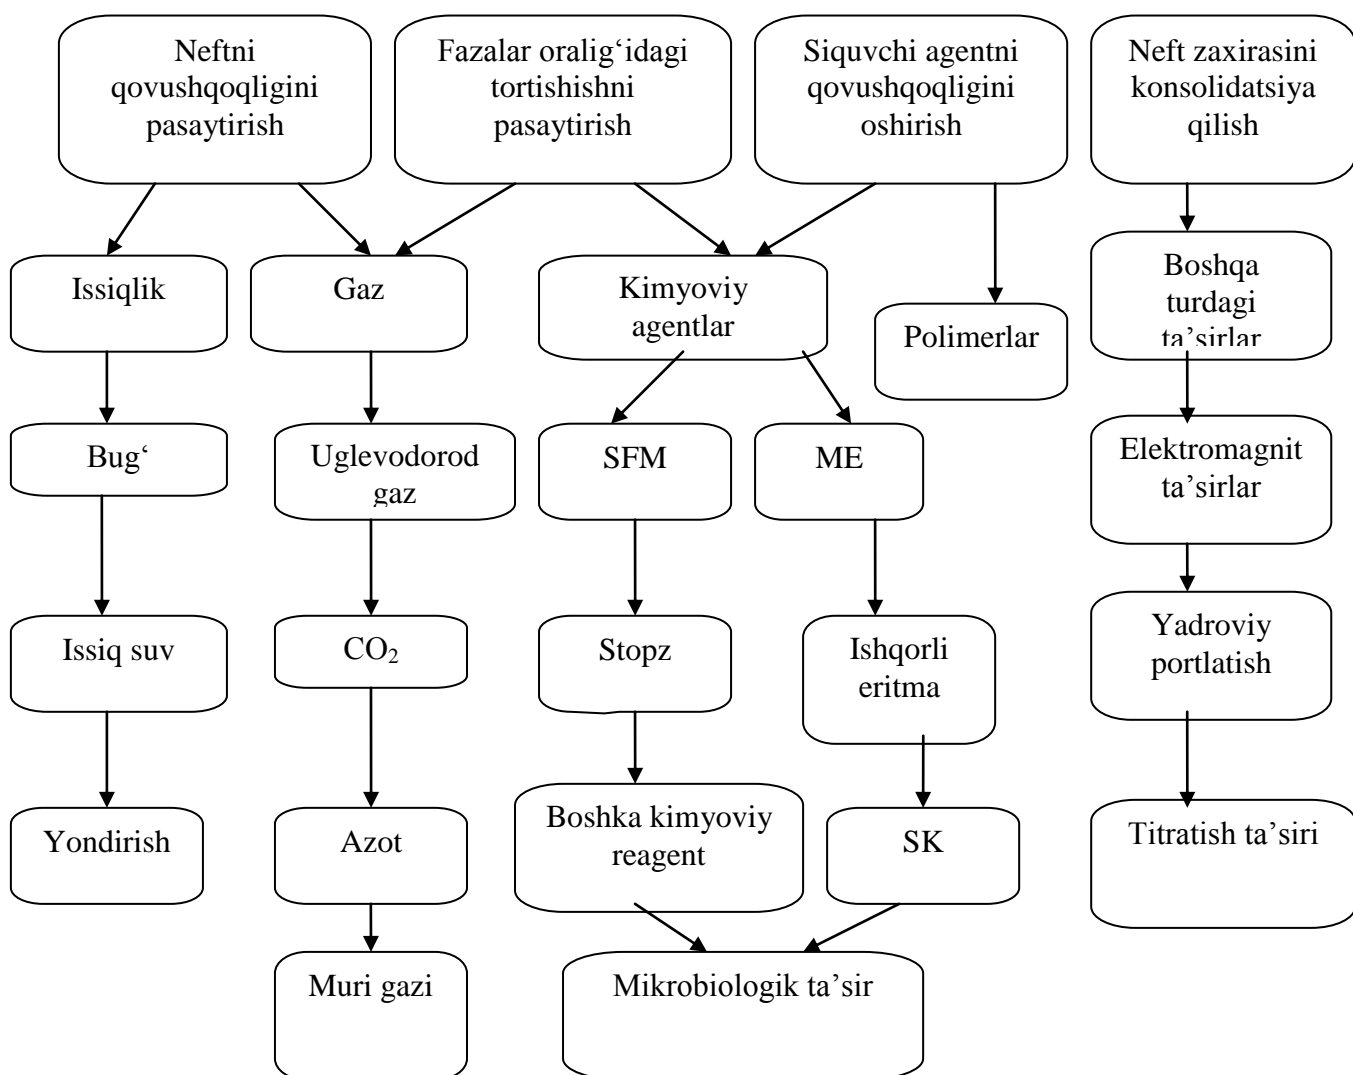 Neftni
qovushqoqligini
pasaytirish
Fazalar oralig‘idagi
tortishishni
pasaytirish
Siquvchi agentni
qovushqoqligini
oshirish
Neft zaxirasini
konsolidatsiya
qilish
Issiqlik
Gaz
Kimyoviy
agentlar
Polimerlar
Boshqa
turdagi
ta’sirlar
Bug‘
Uglevodorod
gaz
SFM
ME
Elektromagnit
ta’sirlar
Issiq suv
CO₂
Stopz
Ishqorli
eritma
Yadroviy
portlatish
Yondirish
Azot
Boshka kimyoviy
reagent
SK
Titratish ta’siri
Muri gazi
Mikrobiologik ta’sir